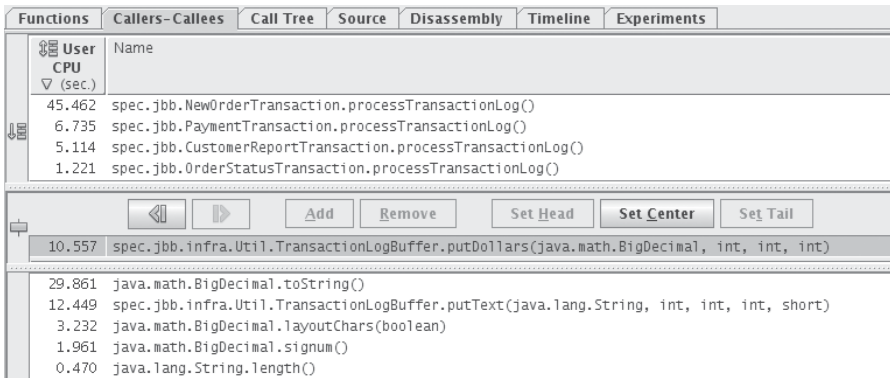 Functions Callers-Callees Call Tree Source Disassembly Timeline Experiments
User Name
CPU
(sec.)
45.462 spec.jbb.NewOrderTransaction.processTransactionLog()
6.735 spec.jbb.PaymentTransaction.processTransactionLog()
5.114 spec.jbb.CustomerReportTransaction.processTransactionLog()
1.221 spec.jbb.OrderStatusTransaction.processTransactionLog()
Add Remove Set Head Set Center Set Tail
10.557 spec.jbb.infra.Util.TransactionLogBuffer.putDollars(java.math.BigDecimal, int, int, int)
29.861 java.math.BigDecimal.toString()
12.449 spec.jbb.infra.Util.TransactionLogBuffer.putText(java.lang.String, int, int, int, short)
3.232 java.math.BigDecimal.layoutChars(boolean)
1.961 java.math.BigDecimal.signum()
0.470 java.lang.String.length()